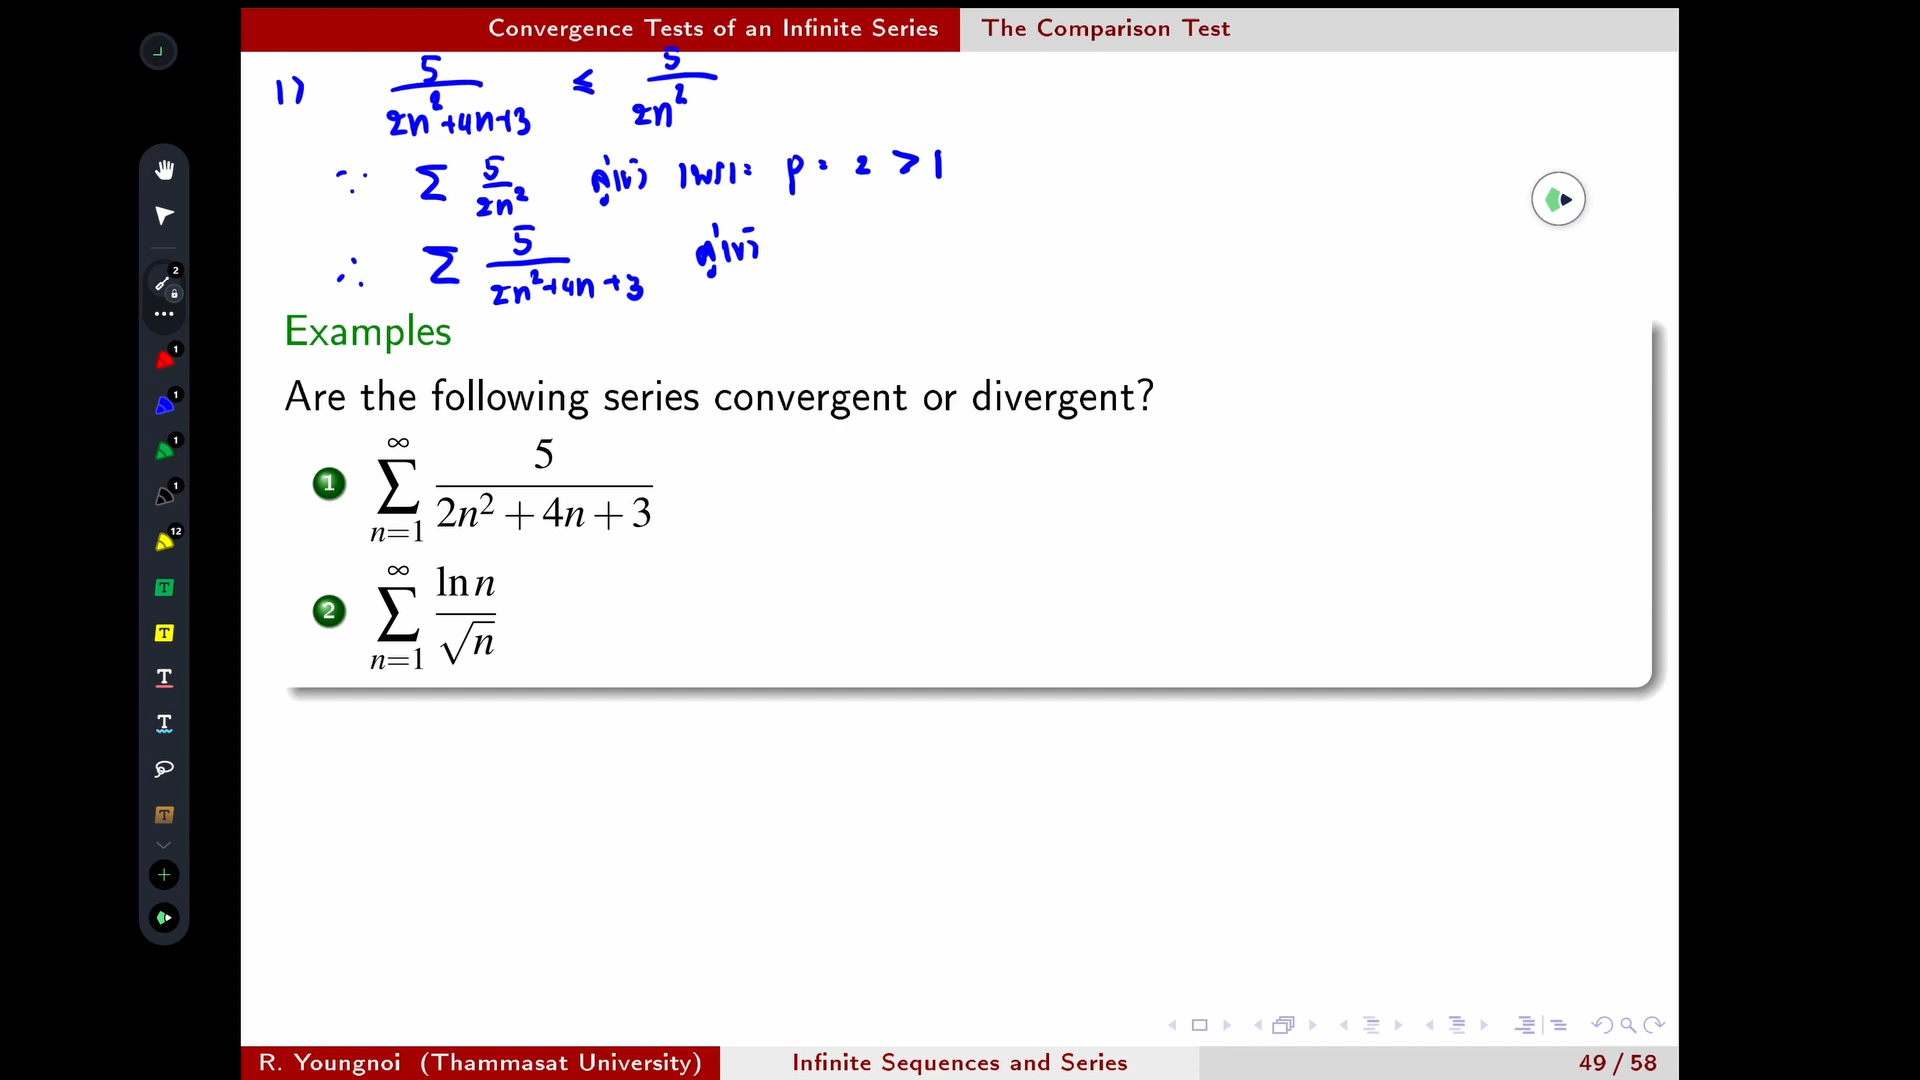 Convergence Tests of an Infinite Series The Comparison Test
1) 5/(2n²+4n+3) ≤ 5/(2n²)
∵ Σ 5/(2n²) ลู่เข้า เพราะ p = 2 > 1
∴ Σ 5/(2n²+4n+3) ลู่เข้า
Examples
Are the following series convergent or divergent?
1 ∑_{n=1}^{∞} 5/(2n² + 4n + 3)
2 ∑_{n=1}^{∞} ln n/√n
R. Youngnoi (Thammasat University) Infinite Sequences and Series 49 / 58